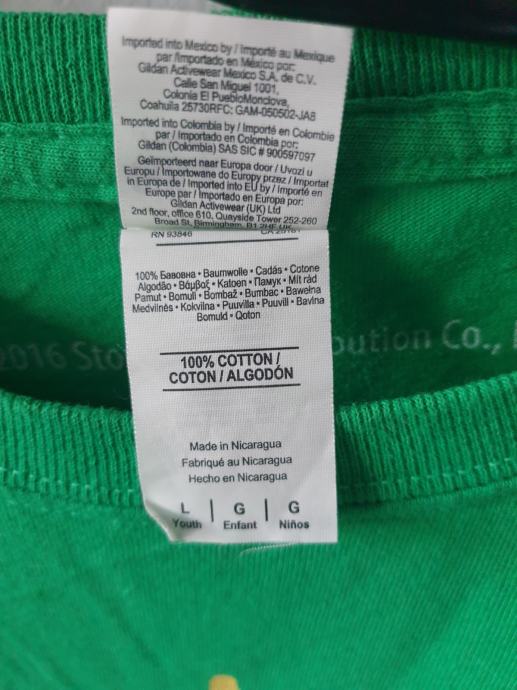 Imported into Mexico by / Importé au Mexique
par / Importado en México por:
Gildan Activewear Mexico S.A. de C.V.
Calle San Miguel 1001,
Colonia El PuebloMonclova,
Coahuila 25730RFC: GAM-050502-JA8
Imported into Colombia by / Importé en Colombie
par / Importado en Colombia por:
Gildan (Colombia) SAS SIC # 900597097
Geïmporteerd naar Europa door / Uvozi u
Europu / Importowane do Europy przez / Importat
in Europa de / Imported into EU by / Importé en
Europe par / Importado en Europa por:
Gildan Activewear (UK) Ltd
2nd floor, office 610, Quayside Tower 252-260
Broad St, Birmingham, B1 2HF UK
RN 93846
100% Бавовна • Baumwolle • Cadás • Cotone
Algodão • Βάμβαξ • Katoen • Памук • Mít rád
Pamut • Bomuli • Bombaž • Bumbac • Bawełna
Medvilnės • Kokvilna • Puuvilla • Puuvill • Bavlna
Bomuld • Qoton
2016 Sto
bution Co.,
100% COTTON /
COTON / ALGODÓN
Made in Nicaragua
Fabriqué au Nicaragua
Hecho en Nicaragua
L | G | G
Youth Enfant Niños